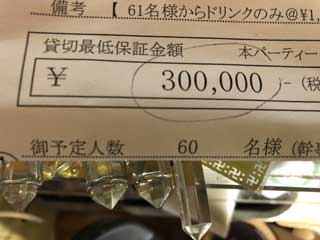 備考 【 61名様からドリンクのみ@¥1,
貸切最低保証金額 本パーティー
¥ 300,000- (税
御予定人数 60 名様 (幹事